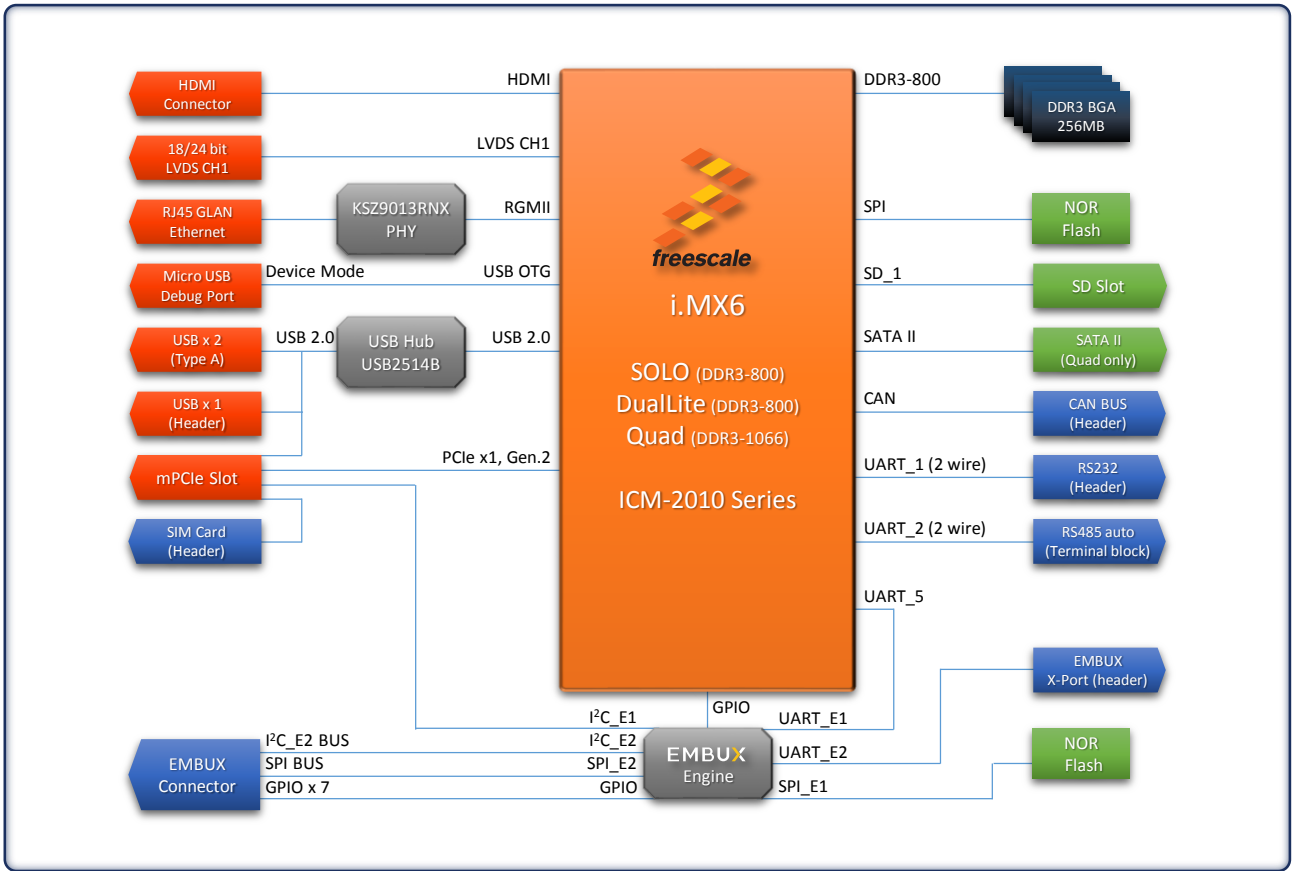 HDMI
Connector
HDMI
DDR3-800
DDR3 BGA
256MB
18/24 bit
LVDS CH1
LVDS CH1
RJ45 GLAN
Ethernet
KSZ9013RNX
PHY
RGMII
SPI
NOR
Flash
freescale
i.MX6
SOLO (DDR3-800)
DualLite (DDR3-800)
Quad (DDR3-1066)
ICM-2010 Series
Micro USB
Debug Port
Device Mode
USB OTG
SD_1
SD Slot
USB x 2
(Type A)
USB 2.0
USB Hub
USB2514B
USB 2.0
SATA II
SATA II
(Quad only)
USB x 1
(Header)
CAN
CAN BUS
(Header)
mPCIe Slot
PCIe x1, Gen.2
UART_1 (2 wire)
RS232
(Header)
SIM Card
(Header)
UART_2 (2 wire)
RS485 auto
(Terminal block)
UART_5
EMBUX
X-Port (header)
GPIO
I²C_E1
UART_E1
EMBUX
Connector
I²C_E2 BUS
SPI BUS
GPIO x 7
I²C_E2
SPI_E2
GPIO
EMBUX
Engine
UART_E2
SPI_E1
NOR
Flash